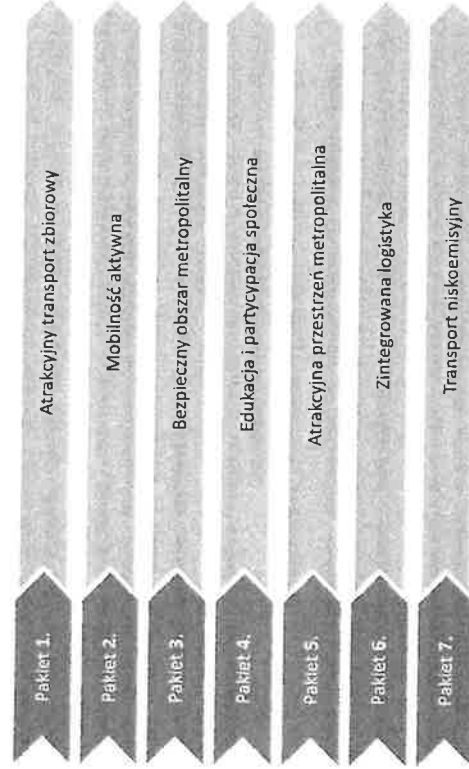 Pakiet 1.
Atrakcyjny transport zbiorowy
Pakiet 2.
Mobilność aktywna
Pakiet 3.
Bezpieczny obszar metropolitalny
Pakiet 4.
Edukacja i partycypacja społeczna
Pakiet 5.
Atrakcyjna przestrzeń metropolitalna
Pakiet 6.
Zintegrowana logistyka
Pakiet 7.
Transport niskoemisyjny